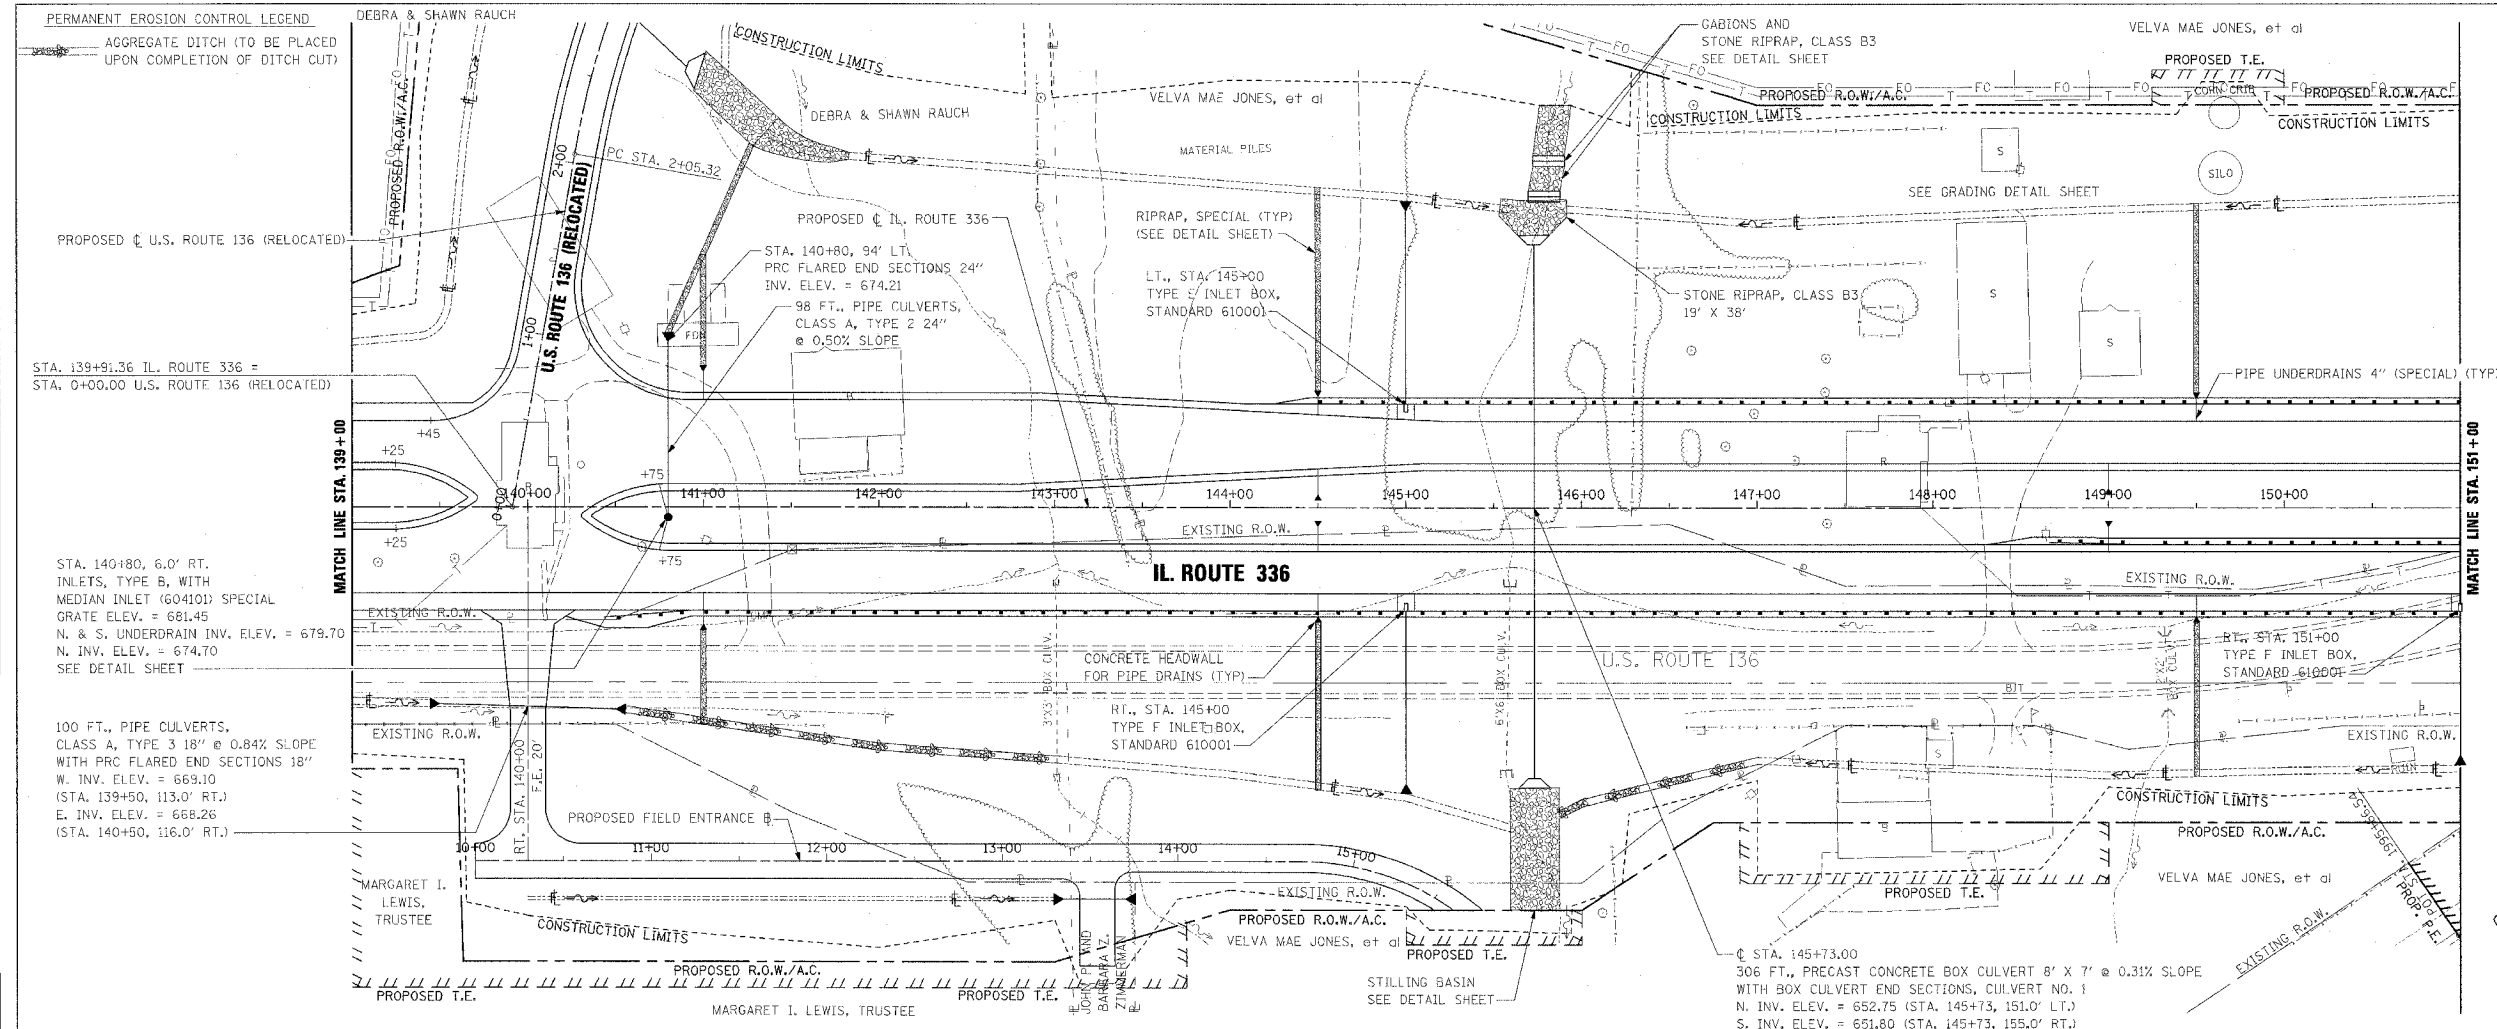 PERMANENT EROSION CONTROL LEGEND
AGGREGATE DITCH (TO BE PLACED
UPON COMPLETION OF DITCH CUT)
DEBRA & SHAWN RAUCH
CONSTRUCTION LIMITS
DEBRA & SHAWN RAUCH
VELVA MAE JONES, et al
MATERIAL PILES
GABIONS AND
STONE RIPRAP, CLASS B3
SEE DETAIL SHEET
VELVA MAE JONES, et al
PROPOSED T.E.
CORN CRIB
PROPOSED R.O.W./A.C.
PROPOSED R.O.W./A.C.
CONSTRUCTION LIMITS
CONSTRUCTION LIMITS
S
SILO
SEE GRADING DETAIL SHEET
PROPOSED R.O.W./A.C.
PC STA. 2+05.32
2+00
1+00
U.S. ROUTE 136 (RELOCATED)
PROPOSED ℄ U.S. ROUTE 136 (RELOCATED)
PROPOSED ℄ IL. ROUTE 336
STA. 140+80, 94' LT.
PRC FLARED END SECTIONS 24"
INV. ELEV. = 674.21
98 FT., PIPE CULVERTS,
CLASS A, TYPE 2 24"
@ 0.50% SLOPE
RIPRAP, SPECIAL (TYP)
(SEE DETAIL SHEET)
LT., STA. 145+00
TYPE F INLET BOX,
STANDARD 610001
STONE RIPRAP, CLASS B3
19' X 38'
S
S
PIPE UNDERDRAINS 4" (SPECIAL) (TYP)
STA. 139+91.36 IL. ROUTE 336 =
STA. 0+00.00 U.S. ROUTE 136 (RELOCATED)
MATCH LINE STA. 139+00
MATCH LINE STA. 151+00
+45
+25
+75
0+00
140+00
141+00
142+00
143+00
144+00
145+00
146+00
147+00
148+00
149+00
150+00
R
+25
+75
EXISTING R.O.W.
IL. ROUTE 336
EXISTING R.O.W.
STA. 140+80, 6.0' RT.
INLETS, TYPE B, WITH
MEDIAN INLET (604101) SPECIAL
GRATE ELEV. = 681.45
N. & S. UNDERDRAIN INV. ELEV. = 679.70
N. INV. ELEV. = 674.70
SEE DETAIL SHEET
EXISTING R.O.W.
CONCRETE HEADWALL
FOR PIPE DRAINS (TYP)
3'X3' BOX CULV.
6'X6' BOX CULV.
U.S. ROUTE 136
BJT
2'X2'
BOX CULV.
RT., STA. 151+00
TYPE F INLET BOX,
STANDARD 610001
RT., STA. 145+00
TYPE F INLET BOX,
STANDARD 610001
EXISTING R.O.W.
EXISTING R.O.W.
100 FT., PIPE CULVERTS,
CLASS A, TYPE 3 18" @ 0.84% SLOPE
WITH PRC FLARED END SECTIONS 18"
W. INV. ELEV. = 669.10
(STA. 139+50, 113.0' RT.)
E. INV. ELEV. = 668.26
(STA. 140+50, 116.0' RT.)
RT. STA. 140+00
F.E. 20'
S
RUIN
CONSTRUCTION LIMITS
PROPOSED FIELD ENTRANCE B
10+00
11+00
12+00
13+00
14+00
15+00
PROPOSED R.O.W./A.C.
MARGARET I.
LEWIS,
TRUSTEE
CONSTRUCTION LIMITS
EXISTING R.O.W.
PROPOSED R.O.W./A.C.
VELVA MAE JONES, et al
PROPOSED T.E.
PROPOSED T.E.
VELVA MAE JONES, et al
PROP. P.E.
EXISTING R.O.W.
PROPOSED R.O.W./A.C.
PROPOSED T.E.
PROPOSED T.E.
MARGARET I. LEWIS, TRUSTEE
JOHN P. AND
BARBARA Z.
ZIMMERMAN
STILLING BASIN
SEE DETAIL SHEET
℄ STA. 145+73.00
306 FT., PRECAST CONCRETE BOX CULVERT 8' X 7' @ 0.31% SLOPE
WITH BOX CULVERT END SECTIONS, CULVERT NO. 1
N. INV. ELEV. = 652.75 (STA. 145+73, 151.0' LT.)
S. INV. ELEV. = 651.80 (STA. 145+73, 155.0' RT.)